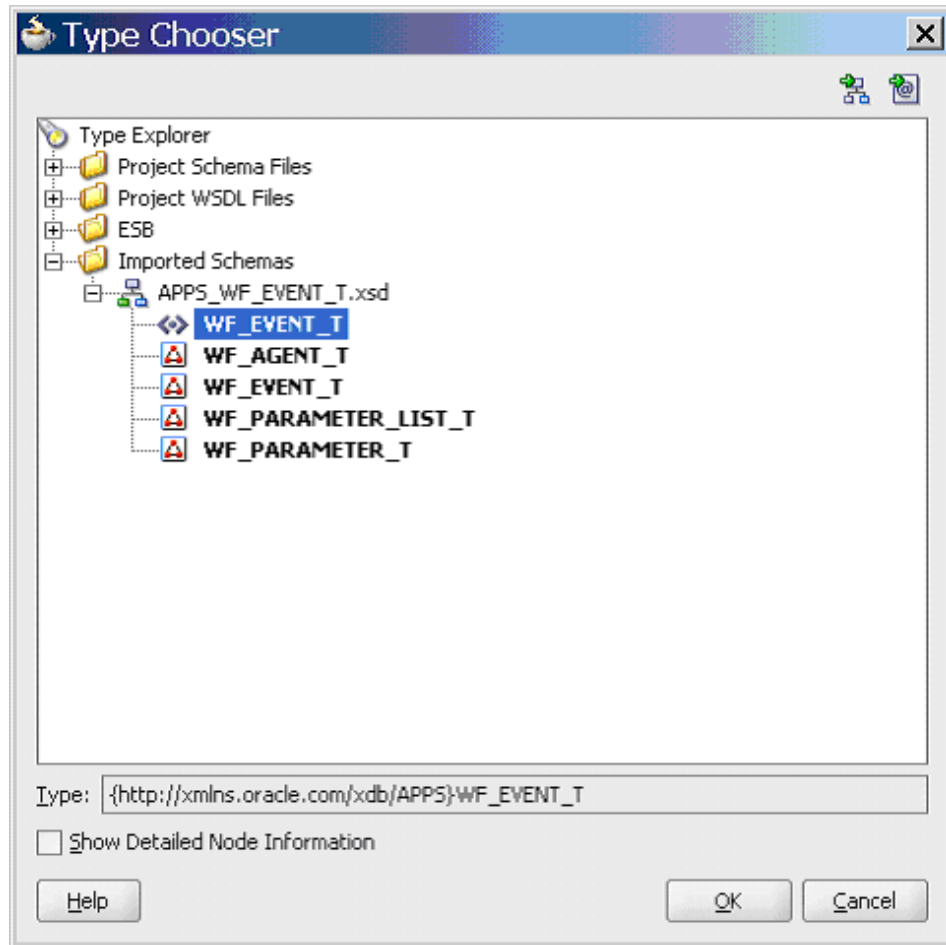 Type Chooser
Type Explorer
Project Schema Files
Project WSDL Files
ESB
Imported Schemas
APPS_WF_EVENT_T.xsd
WF_EVENT_T
WF_AGENT_T
WF_EVENT_T
WF_PARAMETER_LIST_T
WF_PARAMETER_T
Type: {http://xmlns.oracle.com/xdb/APPS}WF_EVENT_T
Show Detailed Node Information
Help OK Cancel